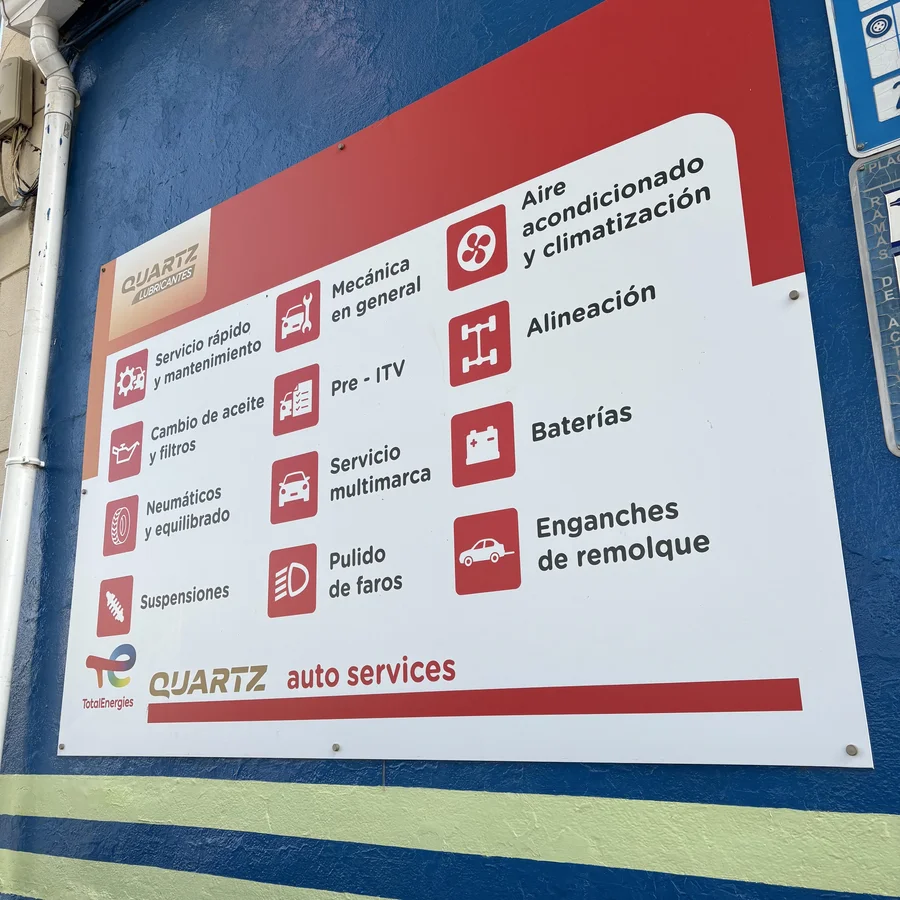 QUARTZ
LUBRICANTES
Servicio rápido
y mantenimiento
Cambio de aceite
y filtros
Neumáticos
y equilibrado
Suspensiones
Mecánica
en general
Pre - ITV
Servicio
multimarca
Pulido
de faros
Aire
acondicionado
y climatización
Alineación
Baterías
Enganches
de remolque
TotalEnergies
QUARTZ auto services